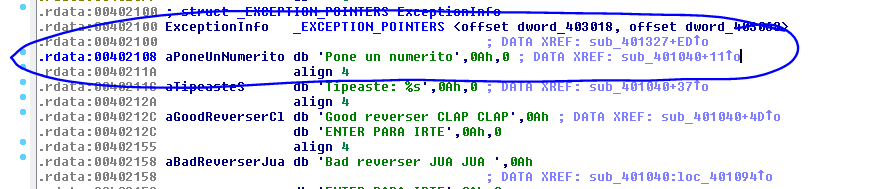 .rdata:00402100 ; struct _EXCEPTION_POINTERS ExceptionInfo
.rdata:00402100 ExceptionInfo _EXCEPTION_POINTERS <offset dword_403018, offset
.rdata:00402100 ; DATA XREF: sub_401327+ED↑o
.rdata:00402108 aPoneUnNumerito db 'Pone un numerito',0Ah,0 ; DATA XREF: sub_401040+11↑o
.rdata:0040211A align 4
.rdata:0040211C aTipeasteS db 'Tipeaste: %s',0Ah,0 ; DATA XREF: sub_401040+37↑o
.rdata:0040212A align 4
.rdata:0040212C aGoodReverserCl db 'Good reverser CLAP CLAP',0Ah ; DATA XREF: sub_401040+4D↑o
.rdata:0040212C db 'ENTER PARA IRTE',0Ah,0
.rdata:00402155 align 4
.rdata:00402158 aBadReverserJua db 'Bad reverser JUA JUA ',0Ah
.rdata:00402158 ; DATA XREF: sub_401040:loc_401094↑o